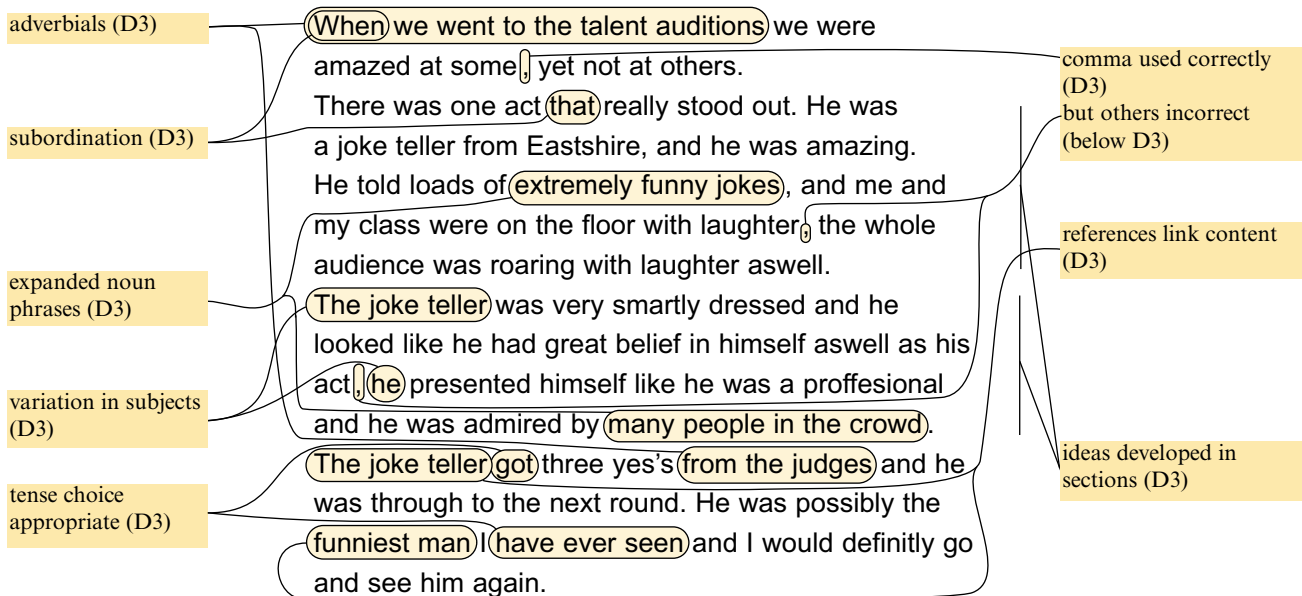 adverbials (D3)
subordination (D3)
expanded noun
phrases (D3)
variation in subjects
(D3)
tense choice
appropriate (D3)
When we went to the talent auditions we were
amazed at some, yet not at others.
There was one act that really stood out. He was
a joke teller from Eastshire, and he was amazing.
He told loads of extremely funny jokes, and me and
my class were on the floor with laughter, the whole
audience was roaring with laughter aswell.
The joke teller was very smartly dressed and he
looked like he had great belief in himself aswell as his
act, he presented himself like he was a proffesional
and he was admired by many people in the crowd.
The joke teller got three yes's from the judges and he
was through to the next round. He was possibly the
funniest man I have ever seen and I would definitly go
and see him again.
comma used correctly
(D3)
but others incorrect
(below D3)
references link content
(D3)
ideas developed in
sections (D3)